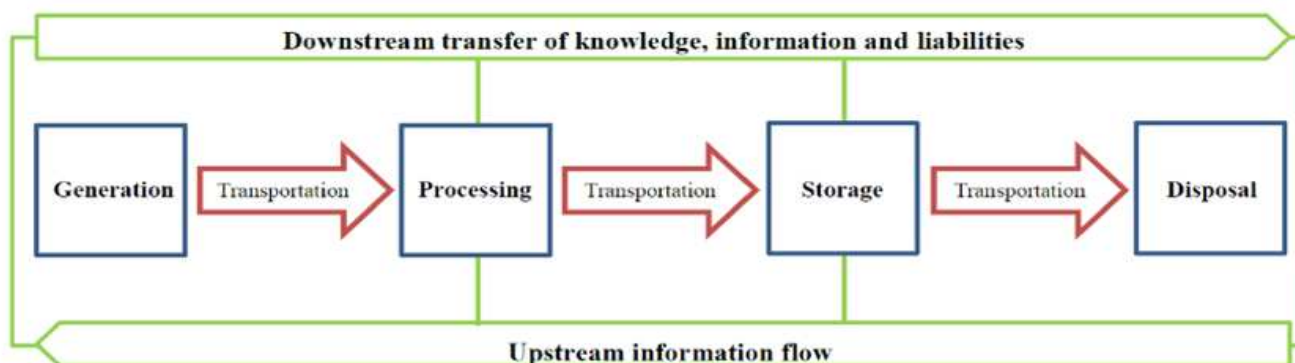 Downstream transfer of knowledge, information and liabilities
Generation
Transportation
Processing
Transportation
Storage
Transportation
Disposal
Upstream information flow